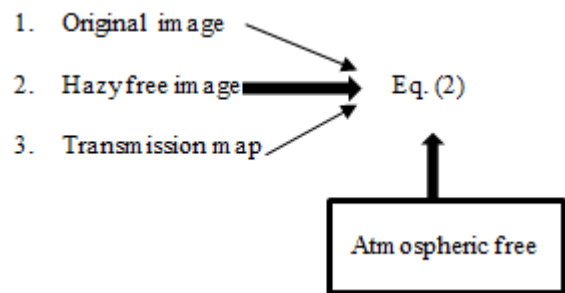 1. Original image
2. Hazy free image
Eq. (2)
3. Transmission map
Atmospheric free